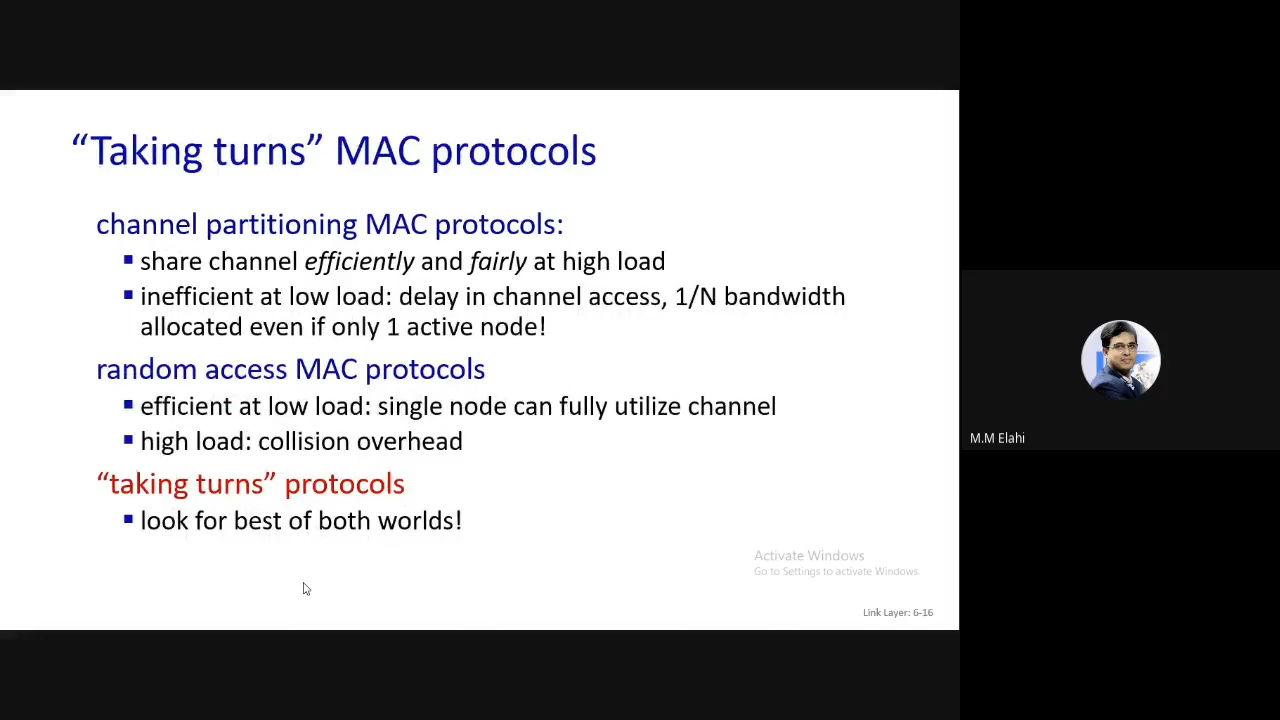 “Taking turns” MAC protocols
channel partitioning MAC protocols:
▪ share channel efficiently and fairly at high load
▪ inefficient at low load: delay in channel access, 1/N bandwidth
allocated even if only 1 active node!
random access MAC protocols
▪ efficient at low load: single node can fully utilize channel
▪ high load: collision overhead
“taking turns” protocols
▪ look for best of both worlds!
Activate Windows
Go to Settings to activate Windows.
Link Layer: 6-16
M.M Elahi